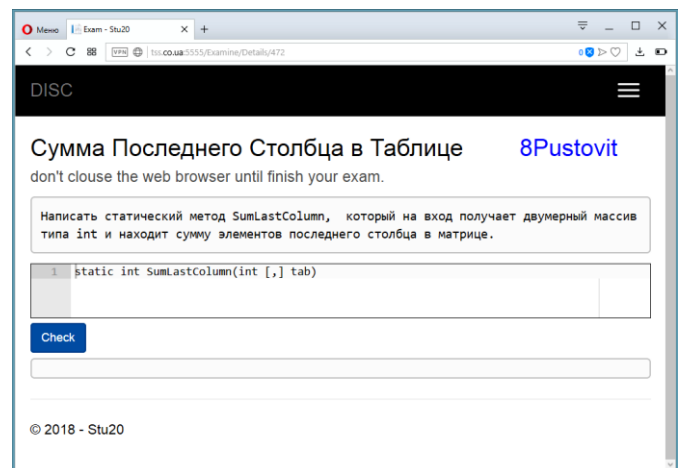 Меню
Exam - Stu20
VPN
tss.co.ua:5555/Examine/Details/472
0
DISC
Сумма Последнего Столбца в Таблице 8Pustovit
don't clouse the web browser until finish your exam.
Написать статический метод SumLastColumn, который на вход получает двумерный массив
типа int и находит сумму элементов последнего столбца в матрице.
1 static int SumLastColumn(int [,] tab)
Check
© 2018 - Stu20